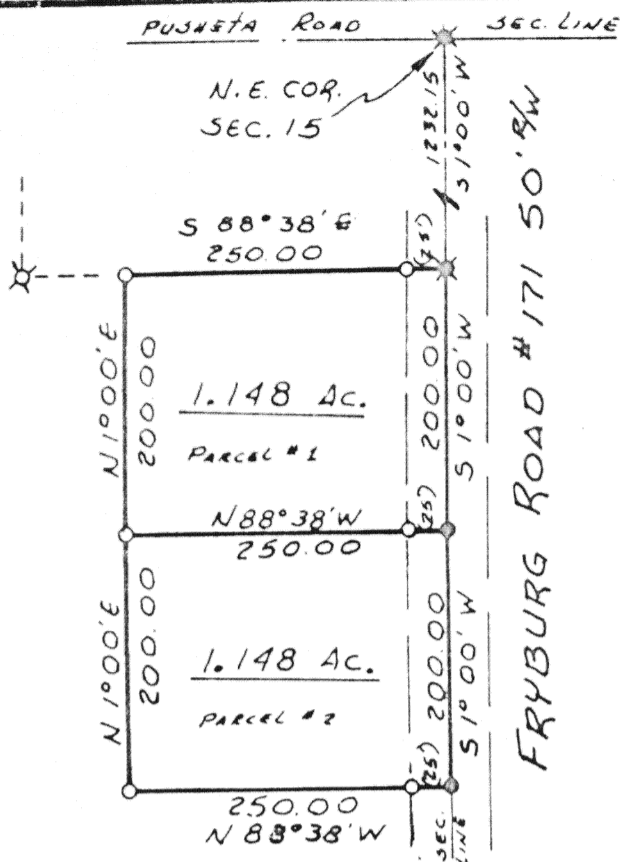 PUSHETA ROAD SEC. LINE
N.E. COR.
SEC. 15
1232.15
S 1° 00' W
FRYBURG ROAD #171 50' R/W
S 88° 38' E
250.00
(25')
N 1° 00' E
200.00
1.148 Ac.
PARCEL #1
200.00
S 1° 00' W
N 88° 38' W
250.00
(25')
N 1° 00' E
200.00
1.148 Ac.
PARCEL #2
200.00
S 1° 00' W
(25')
250.00
N 88° 38' W
SEC.
LINE